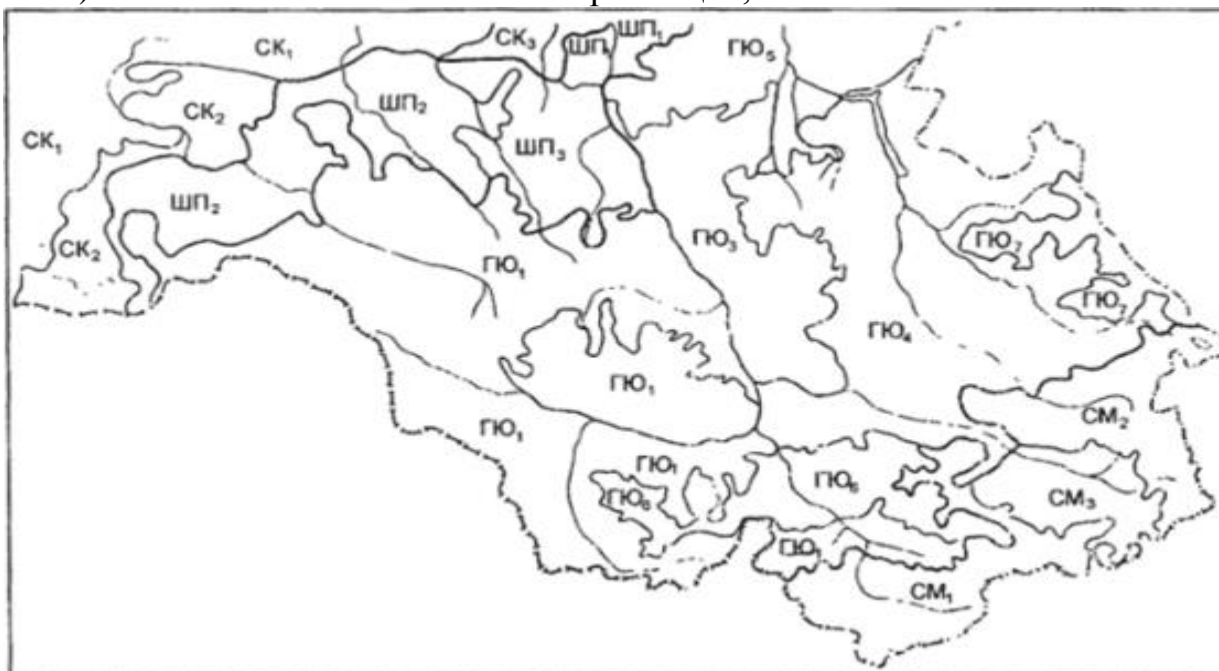 СК₁ СК₃ ШП₁ ШП₁ ГЮ₅
СК₂ ШП₂
СК₁ ШП₃
ШП₂
СК₂ ГЮ₁ ГЮ₃ ГЮ₇
ГЮ₇
ГЮ₄
ГЮ₁
ГЮ₁ СМ₂
ГЮ₁ ГЮ₆
ГЮ₆ СМ₃
СМ₁